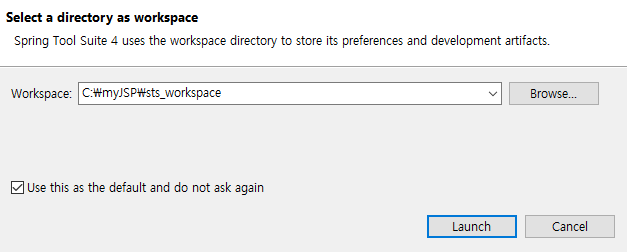 Select a directory as workspace
Spring Tool Suite 4 uses the workspace directory to store its preferences and development artifacts.
Workspace: C:₩myJSP₩sts_workspace Browse...
Use this as the default and do not ask again
Launch Cancel